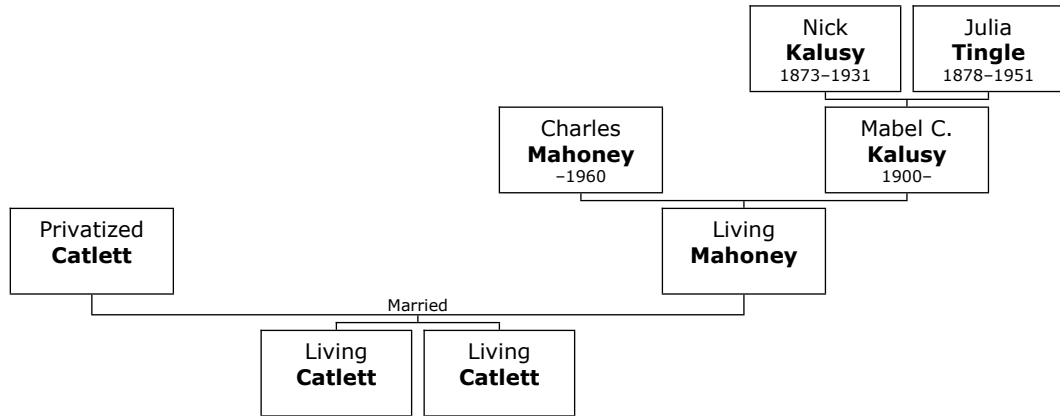 Nick
Kalusy
1873–1931
Julia
Tingle
1878–1951
Charles
Mahoney
–1960
Mabel C.
Kalusy
1900–
Privatized
Catlett
Living
Mahoney
Married
Living
Catlett
Living
Catlett